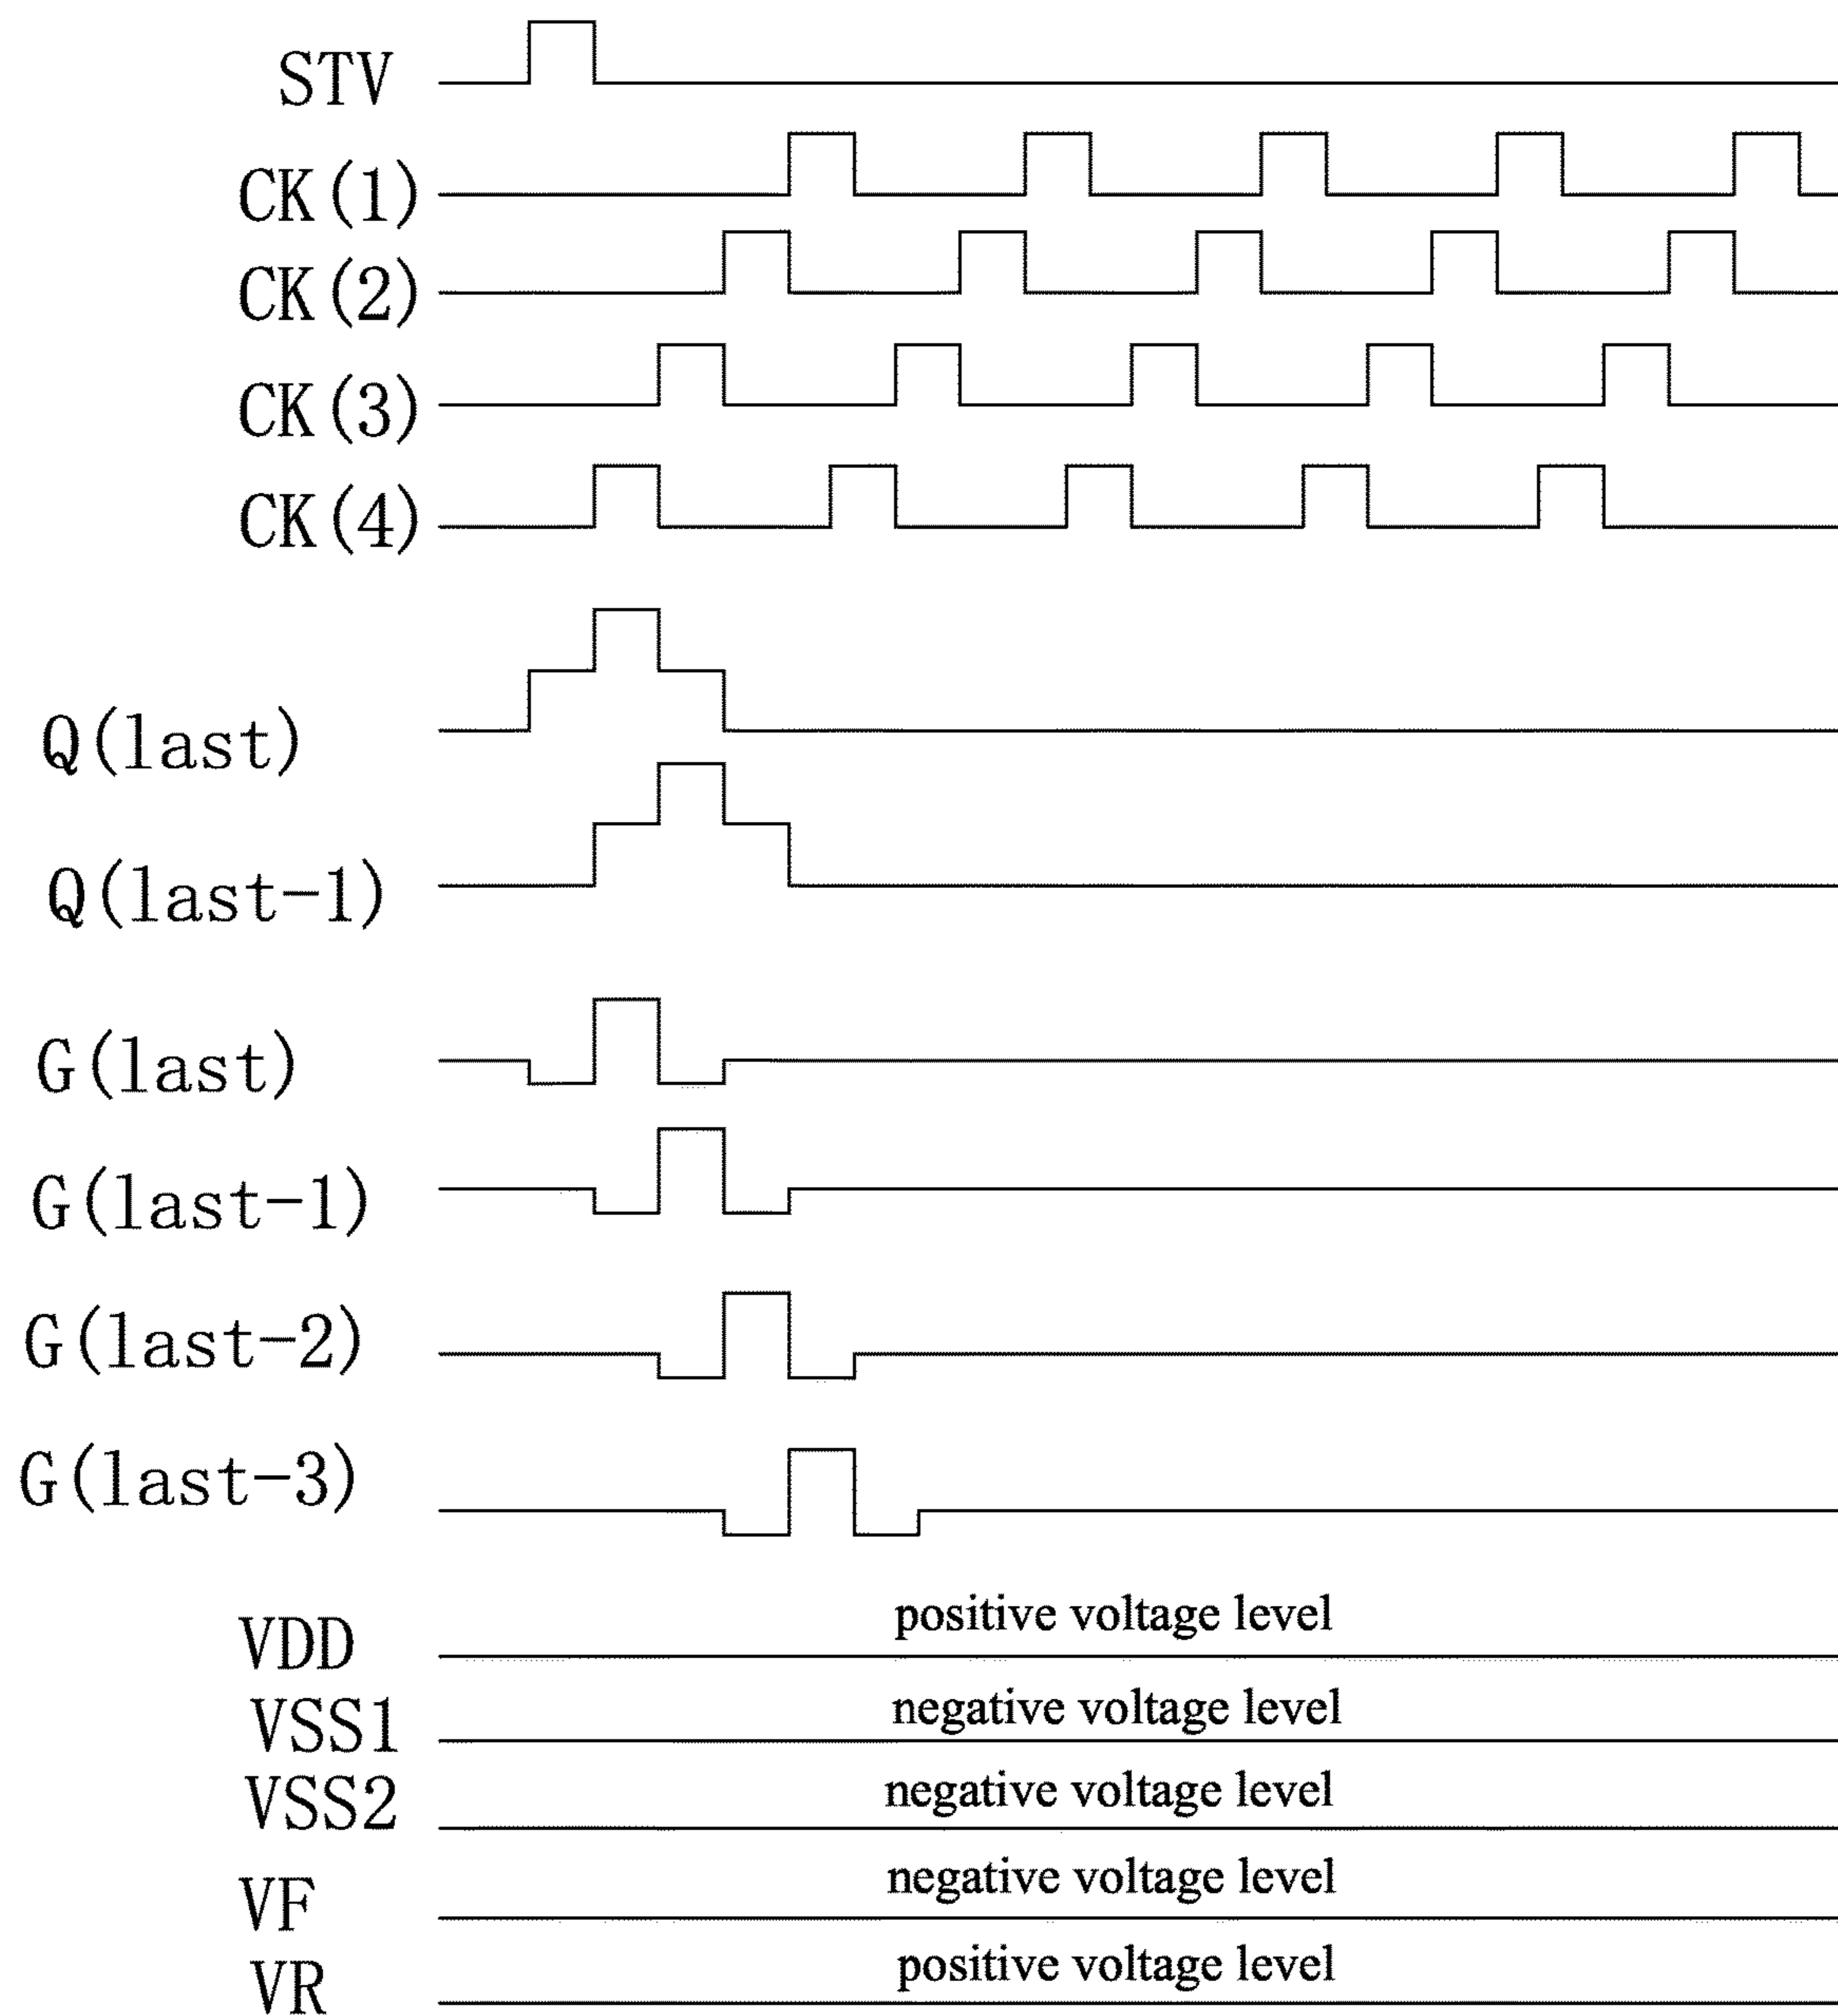 STV
CK(1)
CK(2)
CK(3)
CK(4)
Q(last)
Q(last-1)
G(last)
G(last-1)
G(last-2)
G(last-3)
VDD positive voltage level
VSS1 negative voltage level
VSS2 negative voltage level
VF negative voltage level
VR positive voltage level